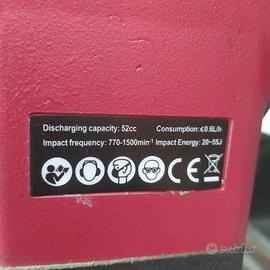 Discharging capacity: 52cc Consumption: ≤0.6L/h
Impact frequency: 770-1500min⁻¹ Impact Energy: 20~55J
CE
subito